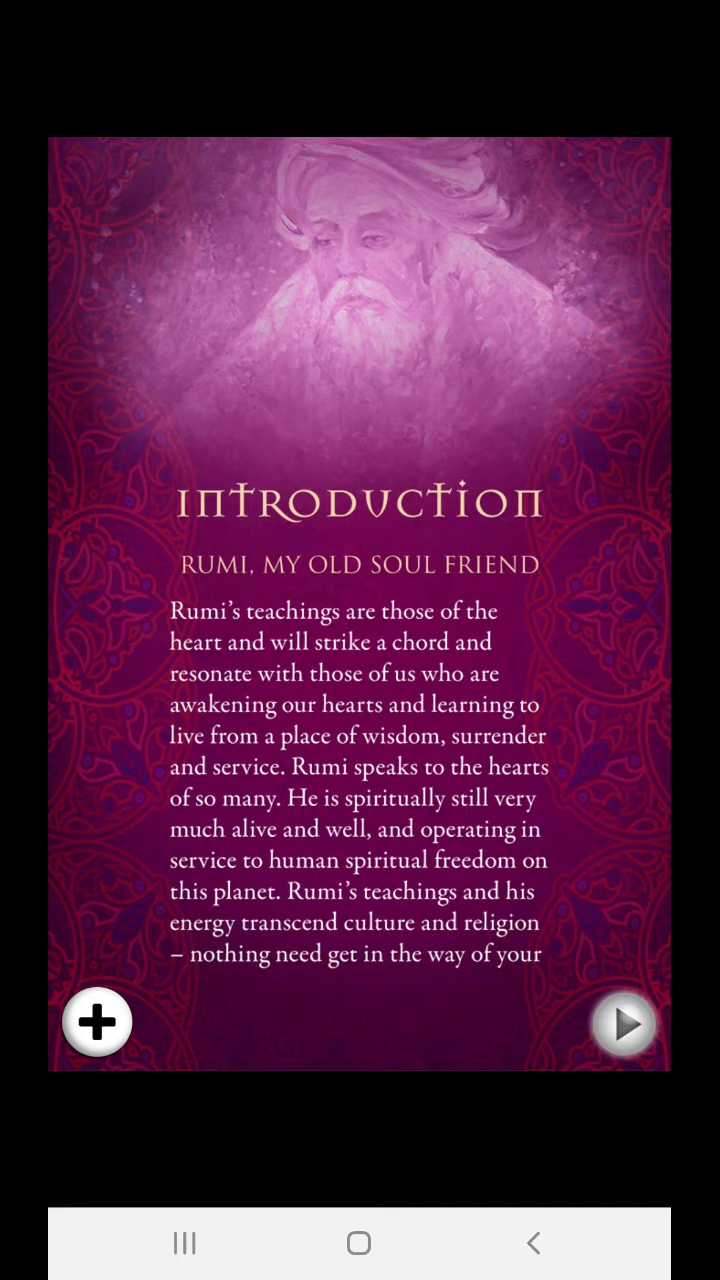 INTRODUCTION
RUMI, MY OLD SOUL FRIEND
Rumi’s teachings are those of the
heart and will strike a chord and
resonate with those of us who are
awakening our hearts and learning to
live from a place of wisdom, surrender
and service. Rumi speaks to the hearts
of so many. He is spiritually still very
much alive and well, and operating in
service to human spiritual freedom on
this planet. Rumi’s teachings and his
energy transcend culture and religion
– nothing need get in the way of your